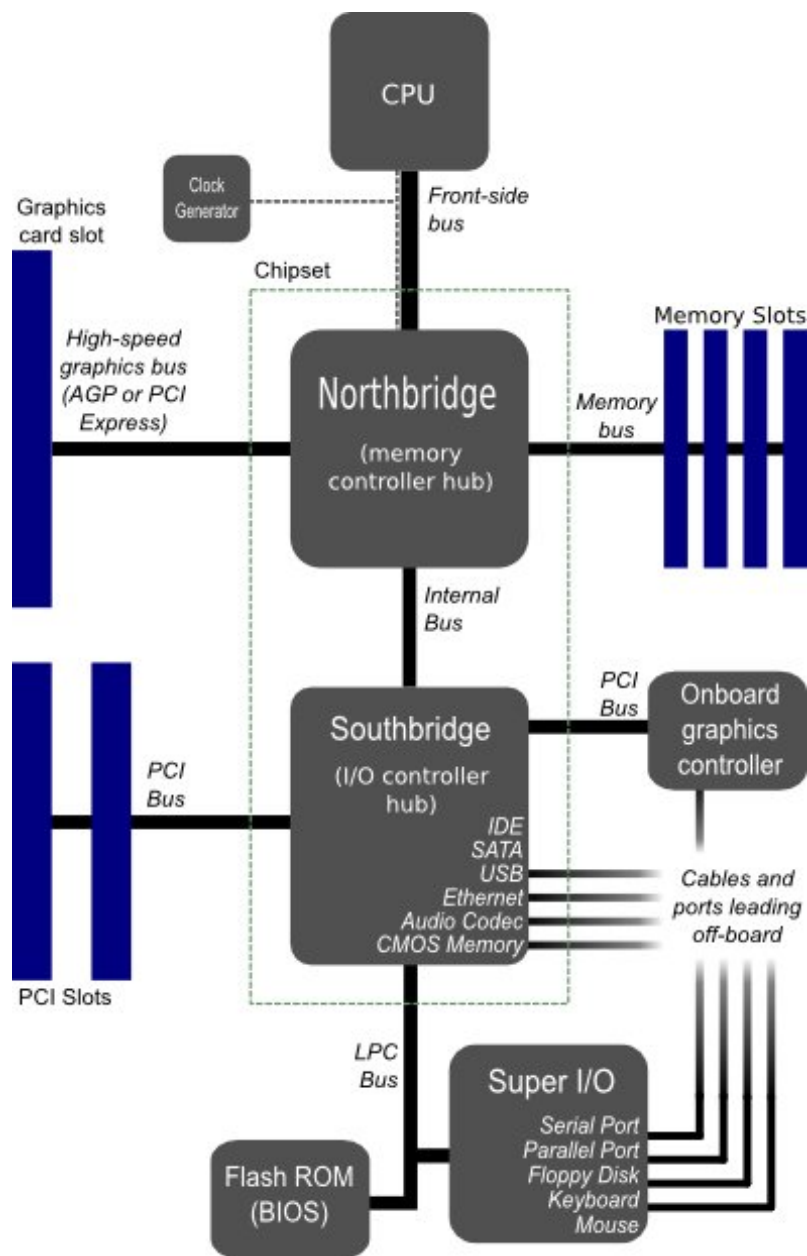 CPU
Clock
Generator
Front-side
bus
Graphics
card slot
Chipset
High-speed
graphics bus
(AGP or PCI
Express)
Northbridge
(memory
controller hub)
Memory Slots
Memory
bus
Internal
Bus
PCI
Bus
Onboard
graphics
controller
Southbridge
(I/O controller
hub)
PCI
Bus
IDE
SATA
USB
Ethernet
Audio Codec
CMOS Memory
Cables and
ports leading
off-board
PCI Slots
LPC
Bus
Super I/O
Serial Port
Parallel Port
Floppy Disk
Keyboard
Mouse
Flash ROM
(BIOS)